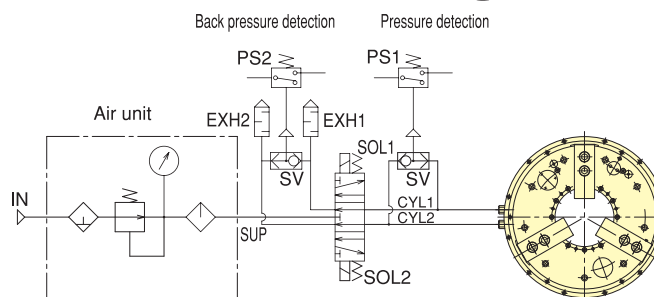 Back pressure detection
Pressure detection
PS2
PS1
Air unit
EXH2
EXH1
SOL1
SV
SV
IN
CYL1
CYL2
SUP
SOL2